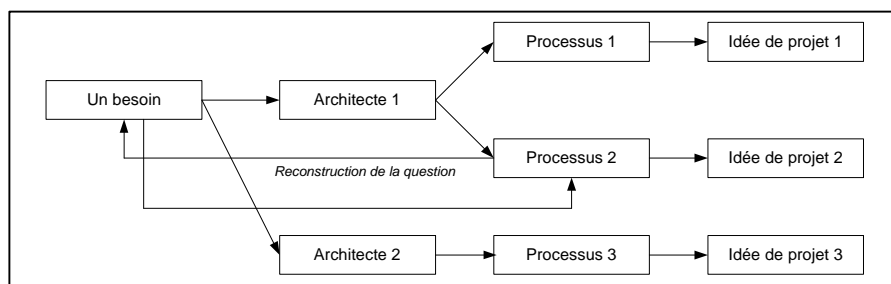 Processus 1
Idée de projet 1
Un besoin
Architecte 1
Processus 2
Idée de projet 2
Reconstruction de la question
Architecte 2
Processus 3
Idée de projet 3